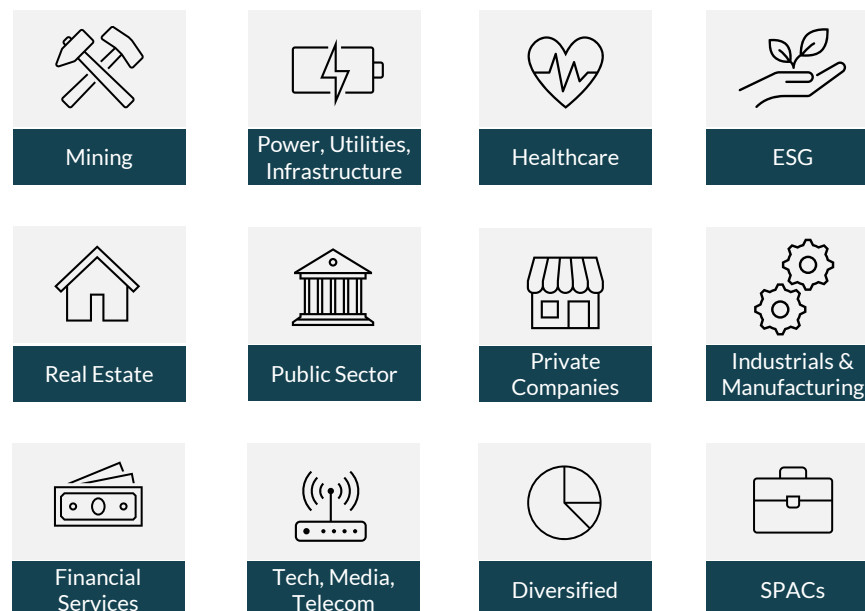 Mining
Power, Utilities,
Infrastructure
Healthcare
ESG
Real Estate
Public Sector
Private
Companies
Industrials &
Manufacturing
Financial
Services
Tech, Media,
Telecom
Diversified
SPACs